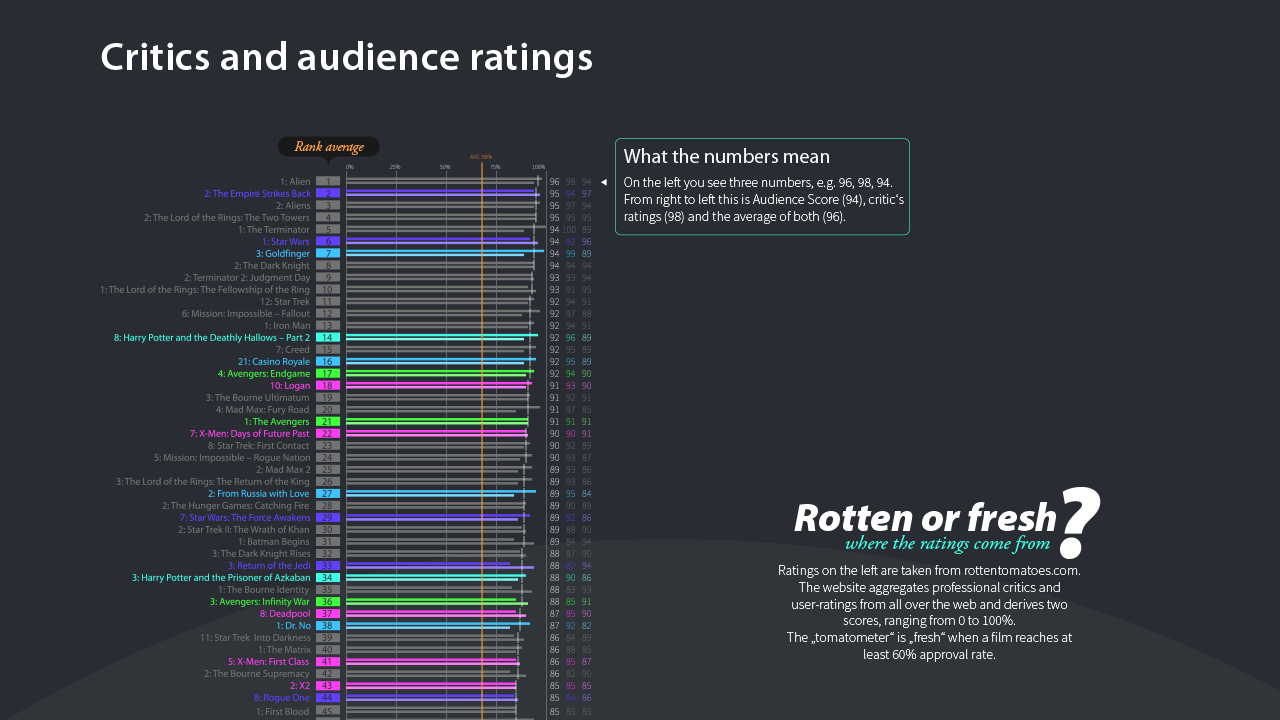 Critics and audience ratings
Rank average
AVG. 68%
0% 25% 50% 75% 100%
What the numbers mean
On the left you see three numbers, e.g. 96, 98, 94.
From right to left this is Audience Score (94), critic's
ratings (98) and the average of both (96).
1: Alien 1 96 98 94
2: The Empire Strikes Back 2 95 94 97
2: Aliens 3 95 97 94
2: The Lord of the Rings: The Two Towers 4 95 95 95
1: The Terminator 5 94 100 89
1: Star Wars 6 94 92 96
3: Goldfinger 7 94 99 89
2: The Dark Knight 8 94 94 94
2: Terminator 2: Judgment Day 9 93 93 94
1: The Lord of the Rings: The Fellowship of the Ring 10 93 91 95
12: Star Trek 11 92 94 91
6: Mission: Impossible – Fallout 12 92 97 88
1: Iron Man 13 92 94 91
8: Harry Potter and the Deathly Hallows – Part 2 14 92 96 89
7: Creed 15 92 95 89
21: Casino Royale 16 92 95 89
4: Avengers: Endgame 17 92 94 90
10: Logan 18 91 93 90
3: The Bourne Ultimatum 19 91 92 91
4: Mad Max: Fury Road 20 91 97 85
1: The Avengers 21 91 91 91
7: X-Men: Days of Future Past 22 90 90 91
8: Star Trek: First Contact 23 90 92 89
5: Mission: Impossible – Rogue Nation 24 90 93 87
2: Mad Max 2 25 89 93 86
3: The Lord of the Rings: The Return of the King 26 89 93 86
2: From Russia with Love 27 89 95 84
2: The Hunger Games: Catching Fire 28 89 90 89
7: Star Wars: The Force Awakens 29 89 92 86
2: Star Trek II: The Wrath of Khan 30 89 88 90
1: Batman Begins 31 89 84 94
3: The Dark Knight Rises 32 88 87 90
3: Return of the Jedi 33 88 82 94
3: Harry Potter and the Prisoner of Azkaban 34 88 90 86
1: The Bourne Identity 35 88 83 93
3: Avengers: Infinity War 36 88 85 91
8: Deadpool 37 87 85 90
1: Dr. No 38 87 92 82
11: Star Trek Into Darkness 39 86 84 89
1: The Matrix 40 86 88 85
5: X-Men: First Class 41 86 85 87
2: The Bourne Supremacy 42 86 82 90
2: X2 43 85 85 85
8: Rogue One 44 85 84 86
1: First Blood 45 85 85 85
Rotten or fresh?
where the ratings come from
Ratings on the left are taken from rottentomatoes.com.
The website aggregates professional critics and
user-ratings from all over the web and derives two
scores, ranging from 0 to 100%.
The „tomatometer“ is „fresh“ when a film reaches at
least 60% approval rate.